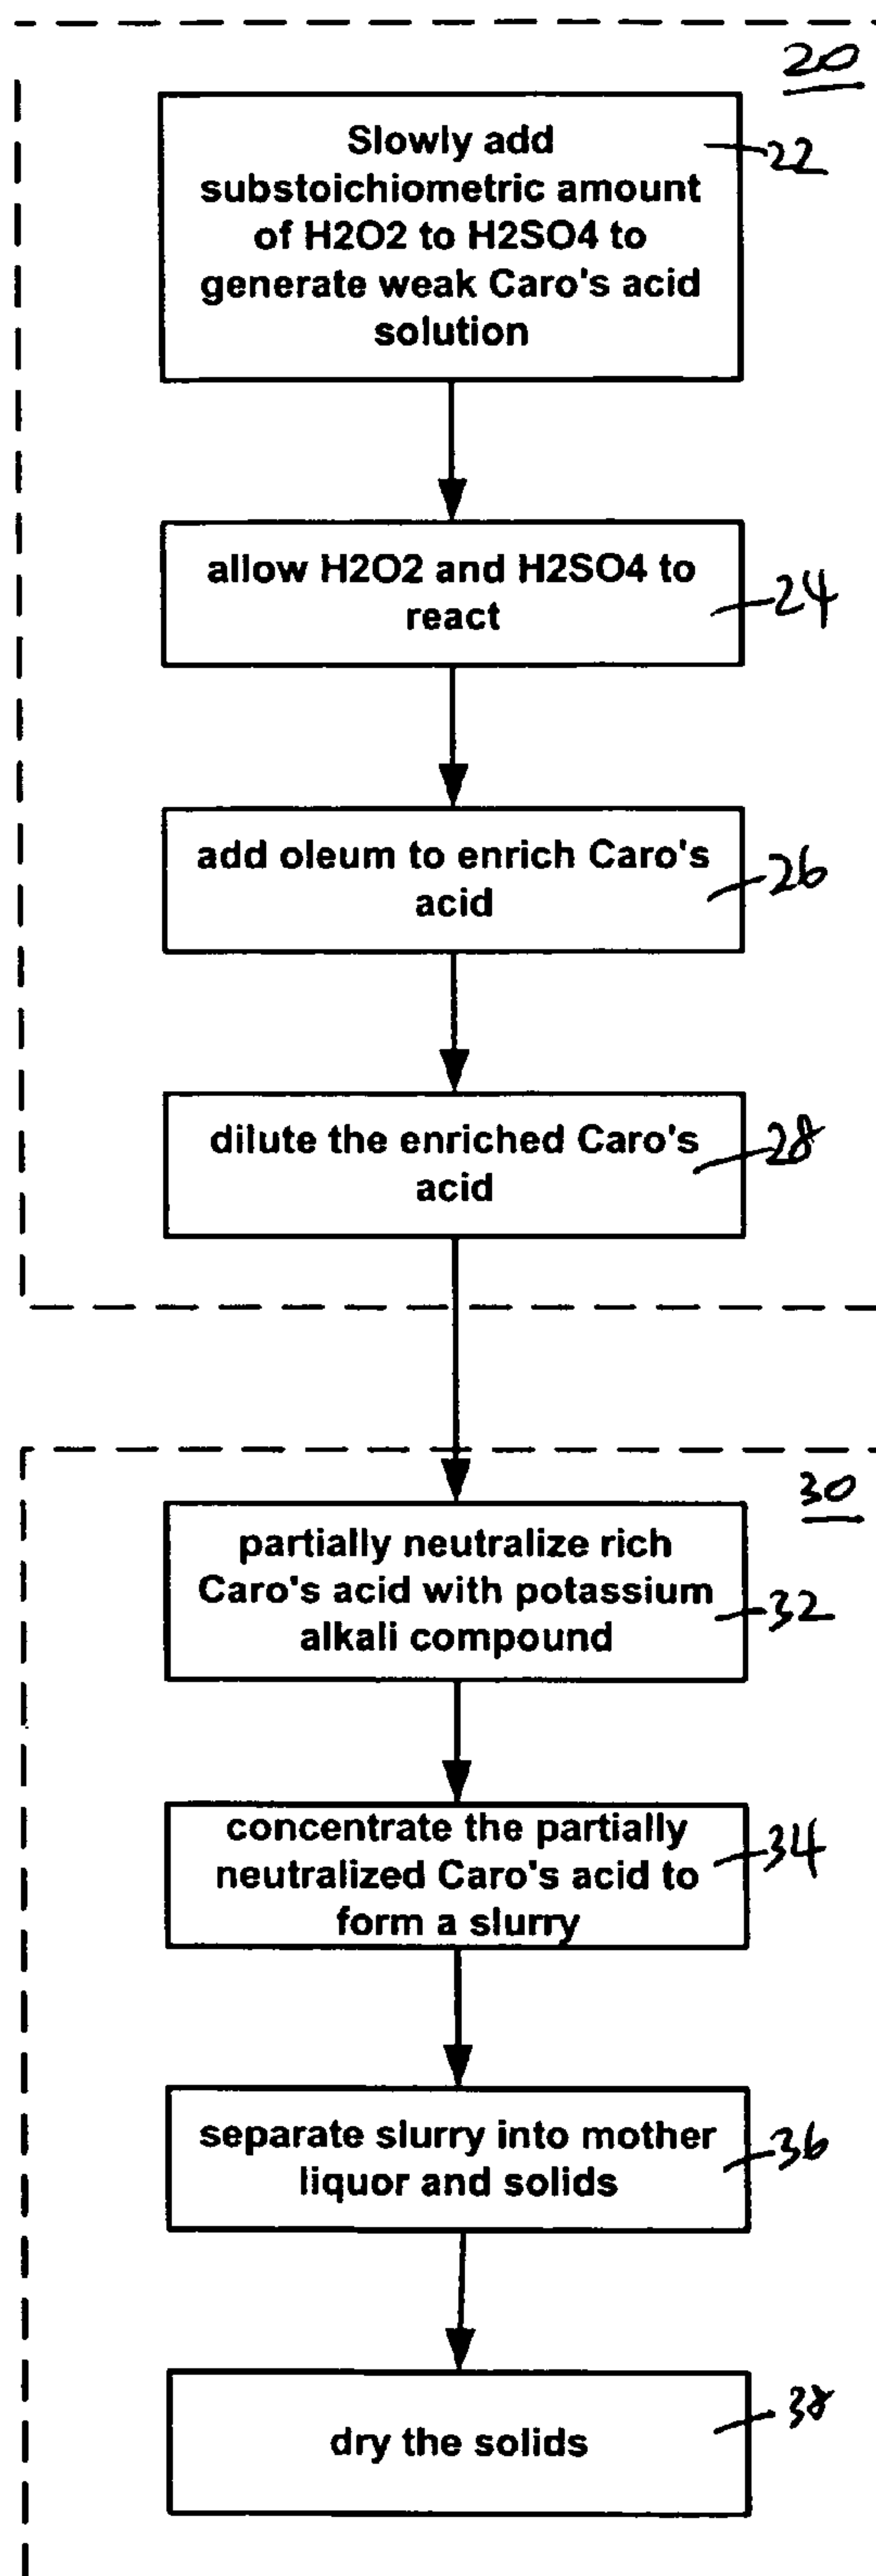 20
Slowly add
substoichiometric amount
of H2O2 to H2SO4 to
generate weak Caro's acid
solution
22
allow H2O2 and H2SO4 to
react
24
add oleum to enrich Caro's
acid
26
dilute the enriched Caro's
acid
28
30
partially neutralize rich
Caro's acid with potassium
alkali compound
32
concentrate the partially
neutralized Caro's acid to
form a slurry
34
separate slurry into mother
liquor and solids
36
dry the solids
38